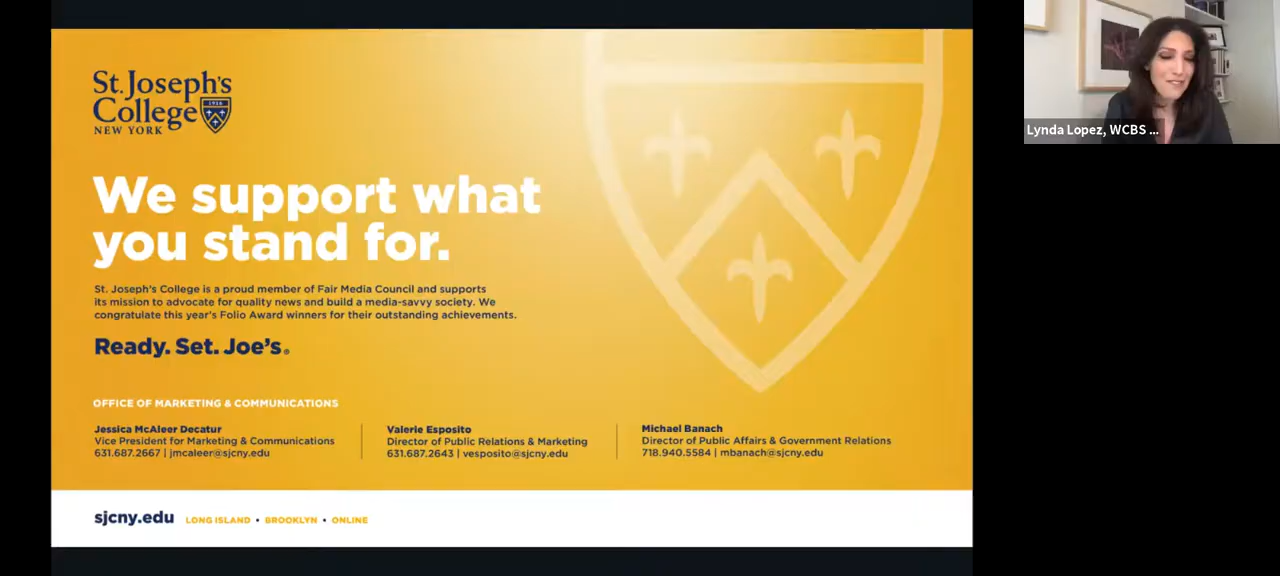 St. Joseph's
College
1916
NEW YORK
We support what
you stand for.
St. Joseph's College is a proud member of Fair Media Council and supports
its mission to advocate for quality news and build a media-savvy society. We
congratulate this year's Folio Award winners for their outstanding achievements.
Ready. Set. Joe's®
OFFICE OF MARKETING & COMMUNICATIONS
Jessica McAleer Decatur
Vice President for Marketing & Communications
631.687.2667 | jmcaleer@sjcny.edu
Valerie Esposito
Director of Public Relations & Marketing
631.687.2643 | vesposito@sjcny.edu
Michael Banach
Director of Public Affairs & Government Relations
718.940.5584 | mbanach@sjcny.edu
sjcny.edu LONG ISLAND • BROOKLYN • ONLINE
Lynda Lopez, WCBS ...